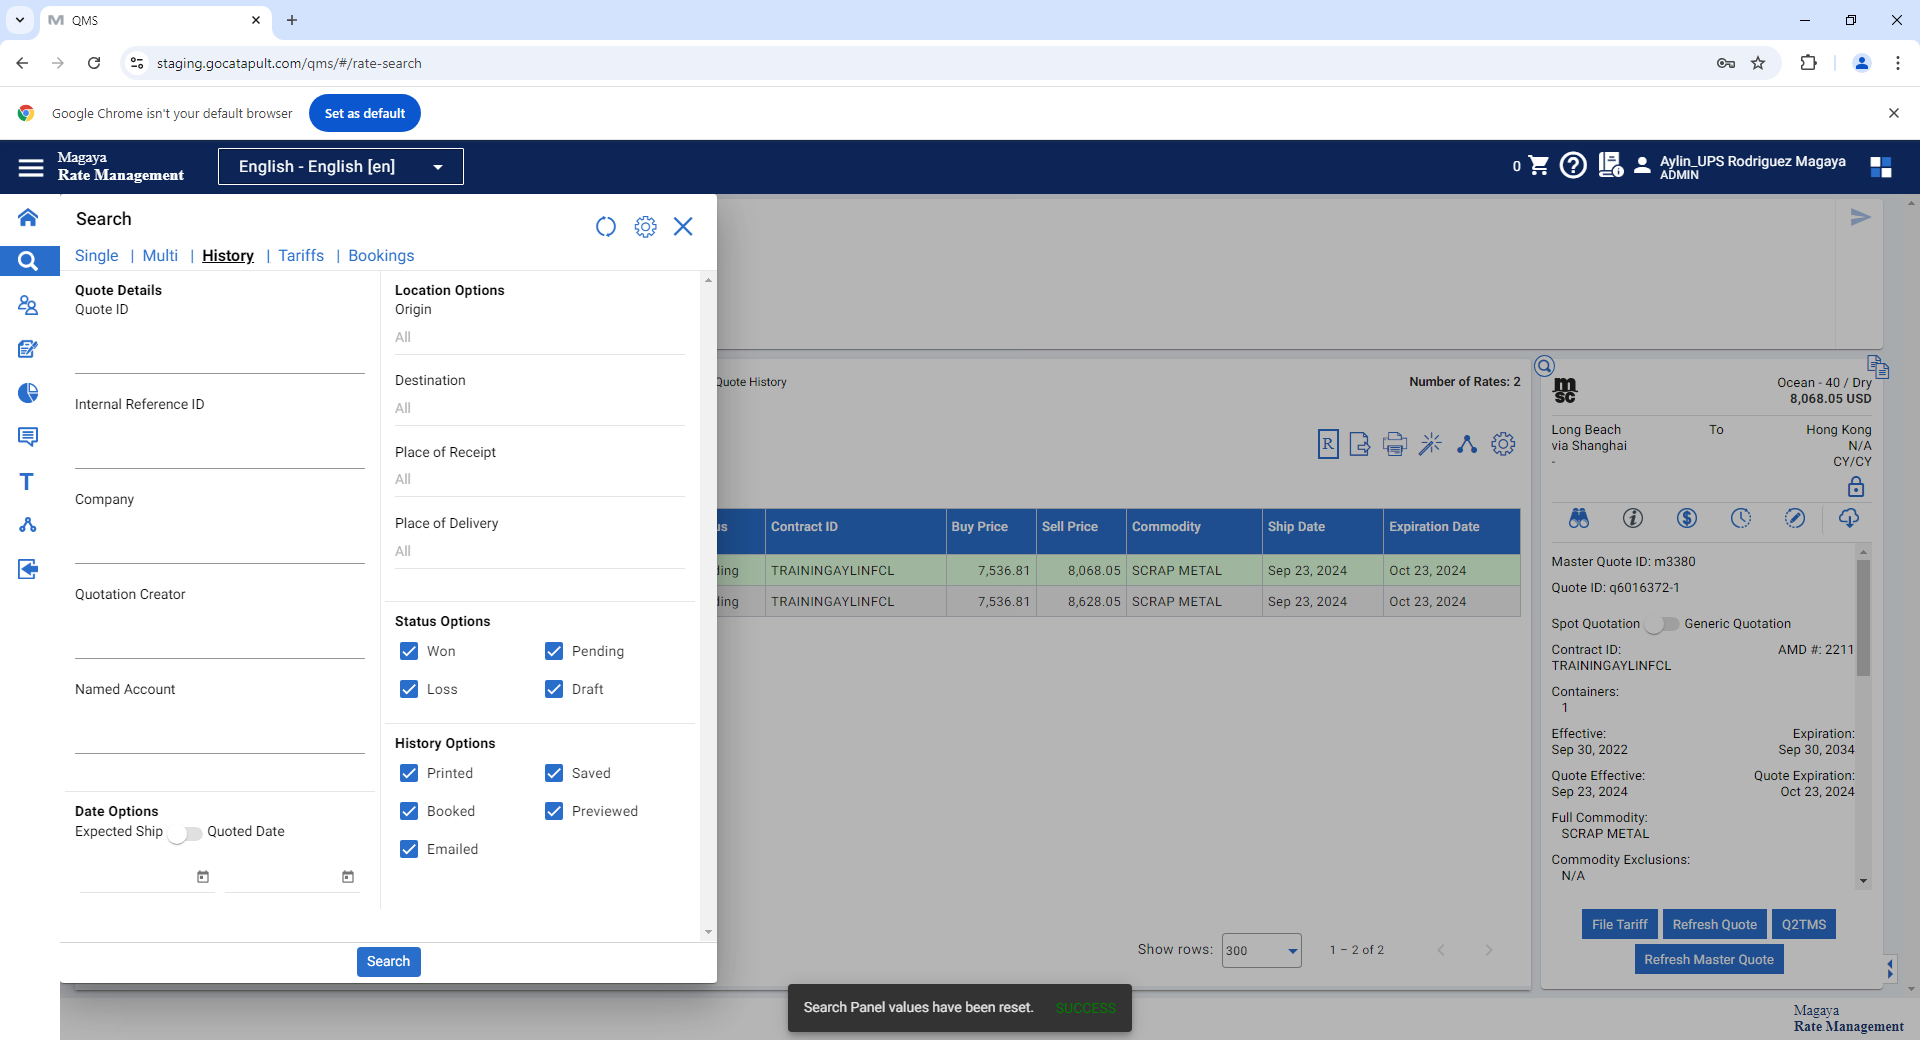 QMS
staging.gocatapult.com/qms/#/rate-search
Google Chrome isn't your default browser
Set as default
Magaya
Rate Management
English - English [en]
0
Aylin_UPS Rodriguez Magaya
ADMIN
Search
Single | Multi | History | Tariffs | Bookings
Quote Details
Quote ID
Internal Reference ID
Company
Quotation Creator
Named Account
Date Options
Expected Ship
Quoted Date
Location Options
Origin
All
Destination
All
Place of Receipt
All
Place of Delivery
All
Status Options
Won
Pending
Loss
Draft
History Options
Printed
Saved
Booked
Previewed
Emailed
Search
Quote History
Number of Rates: 2
R
us Contract ID Buy Price Sell Price Commodity Ship Date Expiration Date
ding TRAININGAYLINFCL 7,536.81 8,068.05 SCRAP METAL Sep 23, 2024 Oct 23, 2024
ding TRAININGAYLINFCL 7,536.81 8,628.05 SCRAP METAL Sep 23, 2024 Oct 23, 2024
Show rows: 300 1 – 2 of 2
msc
Ocean - 40 / Dry
8,068.05 USD
Long Beach To Hong Kong
via Shanghai N/A
- CY/CY
Master Quote ID: m3380
Quote ID: q6016372-1
Spot Quotation Generic Quotation
Contract ID: AMD #: 2211
TRAININGAYLINFCL
Containers:
1
Effective: Expiration:
Sep 30, 2022 Sep 30, 2034
Quote Effective: Quote Expiration:
Sep 23, 2024 Oct 23, 2024
Full Commodity:
SCRAP METAL
Commodity Exclusions:
N/A
File Tariff Refresh Quote Q2TMS
Refresh Master Quote
Search Panel values have been reset. SUCCESS
Magaya
Rate Management